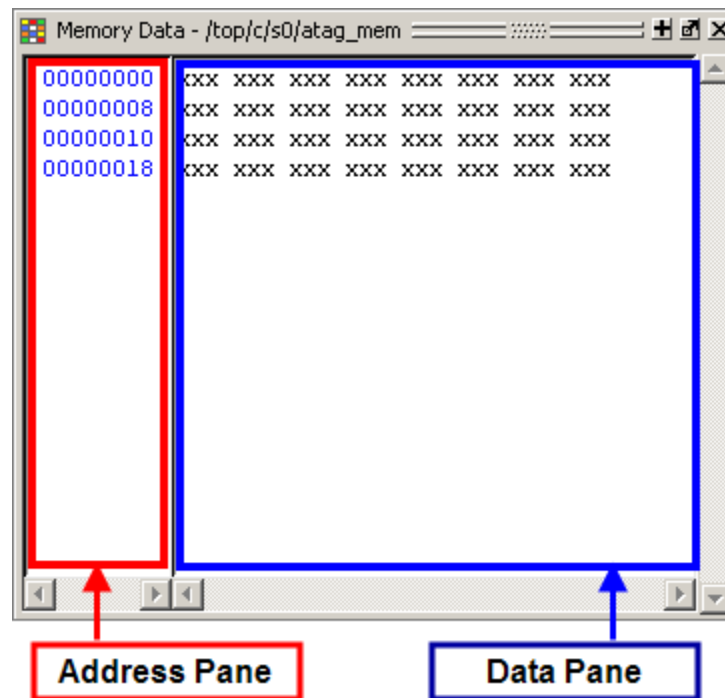 Memory Data - /top/c/s0/atag_mem
00000000 xxx xxx xxx xxx xxx xxx xxx xxx
00000008 xxx xxx xxx xxx xxx xxx xxx xxx
00000010 xxx xxx xxx xxx xxx xxx xxx xxx
00000018 xxx xxx xxx xxx xxx xxx xxx xxx
Address Pane Data Pane